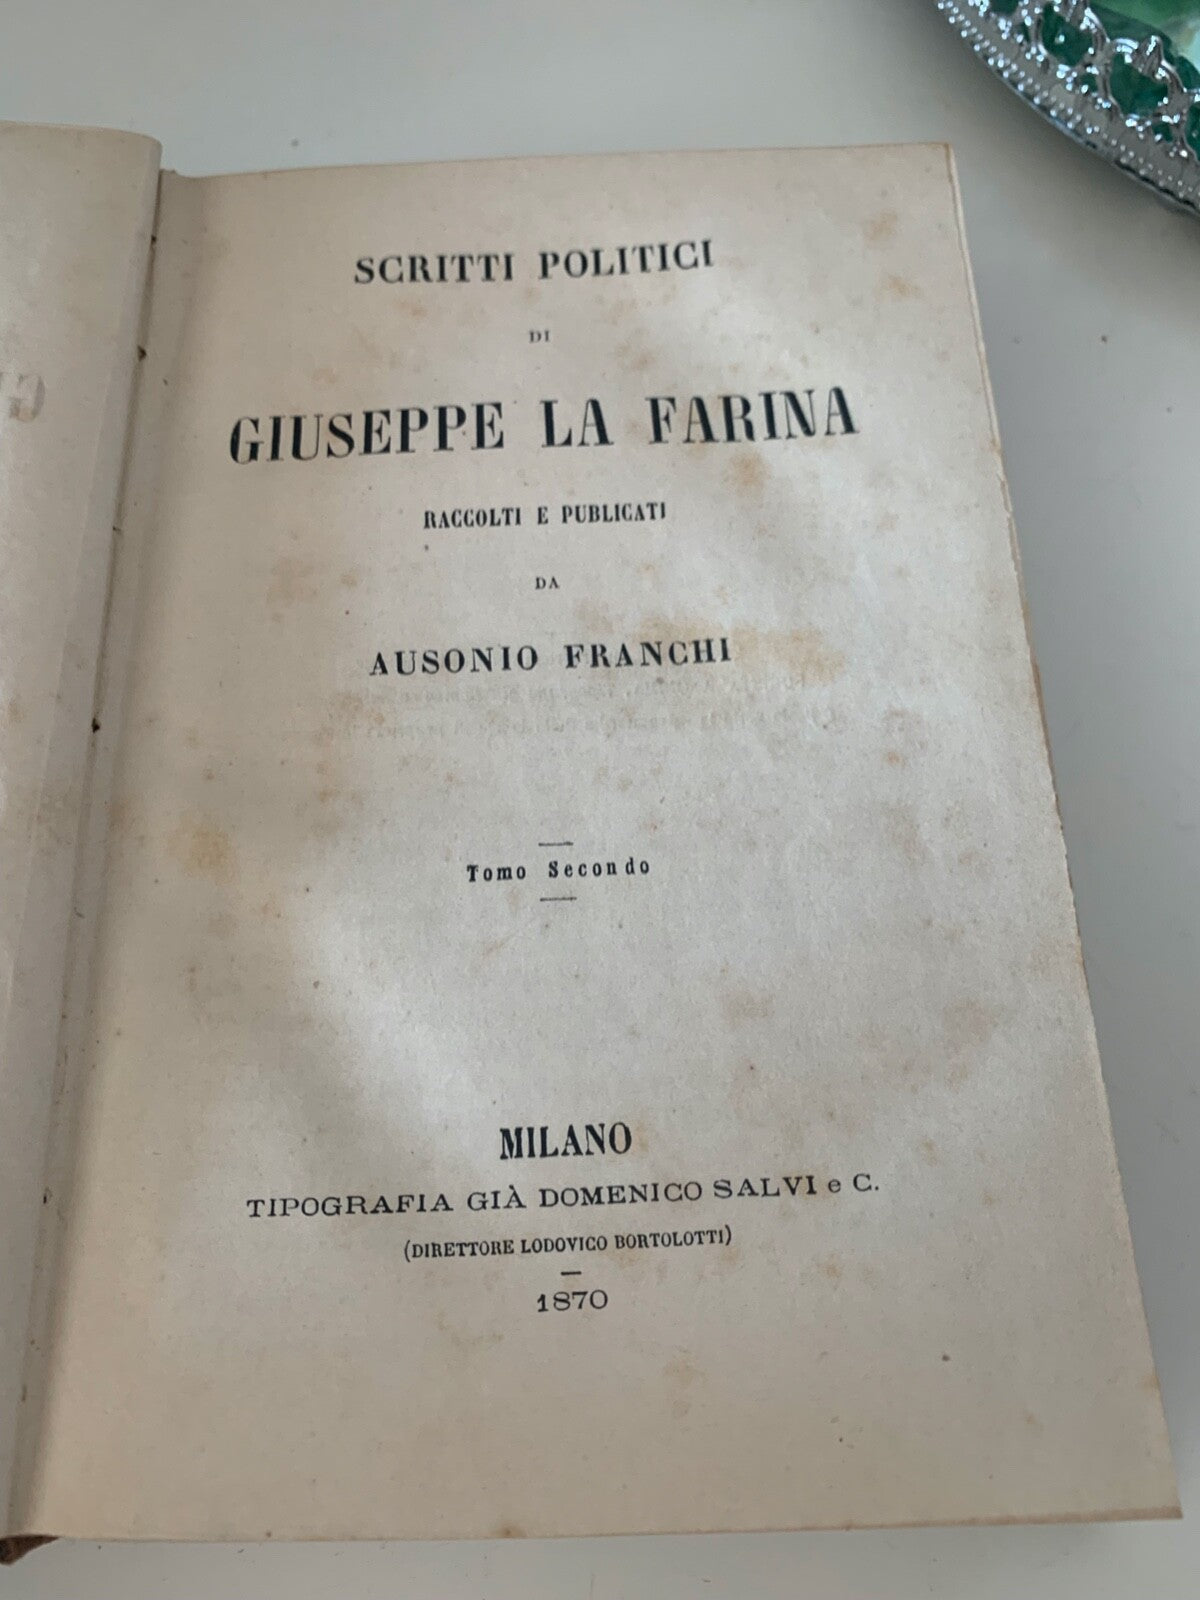 SCRITTI POLITICI
DI
GIUSEPPE LA FARINA
RACCOLTI E PUBLICATI
DA
AUSONIO FRANCHI
Tomo Secondo
MILANO
TIPOGRAFIA GIÀ DOMENICO SALVI e C.
(DIRETTORE LODOVICO BORTOLOTTI)
1870